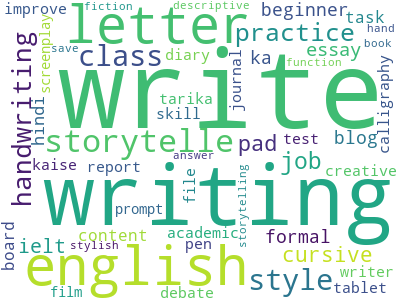 improve fiction descriptive beginner task hand
letter practice book
screenplay save class diary ka essay function
write
handwriting hindi tarika journal calligraphy
storytelle skill pad test blog
kaise report answer job creative
writing
file storytelling
prompt
board ielt content academic pen formal
english cursive
stylish style writer
film debate tablet